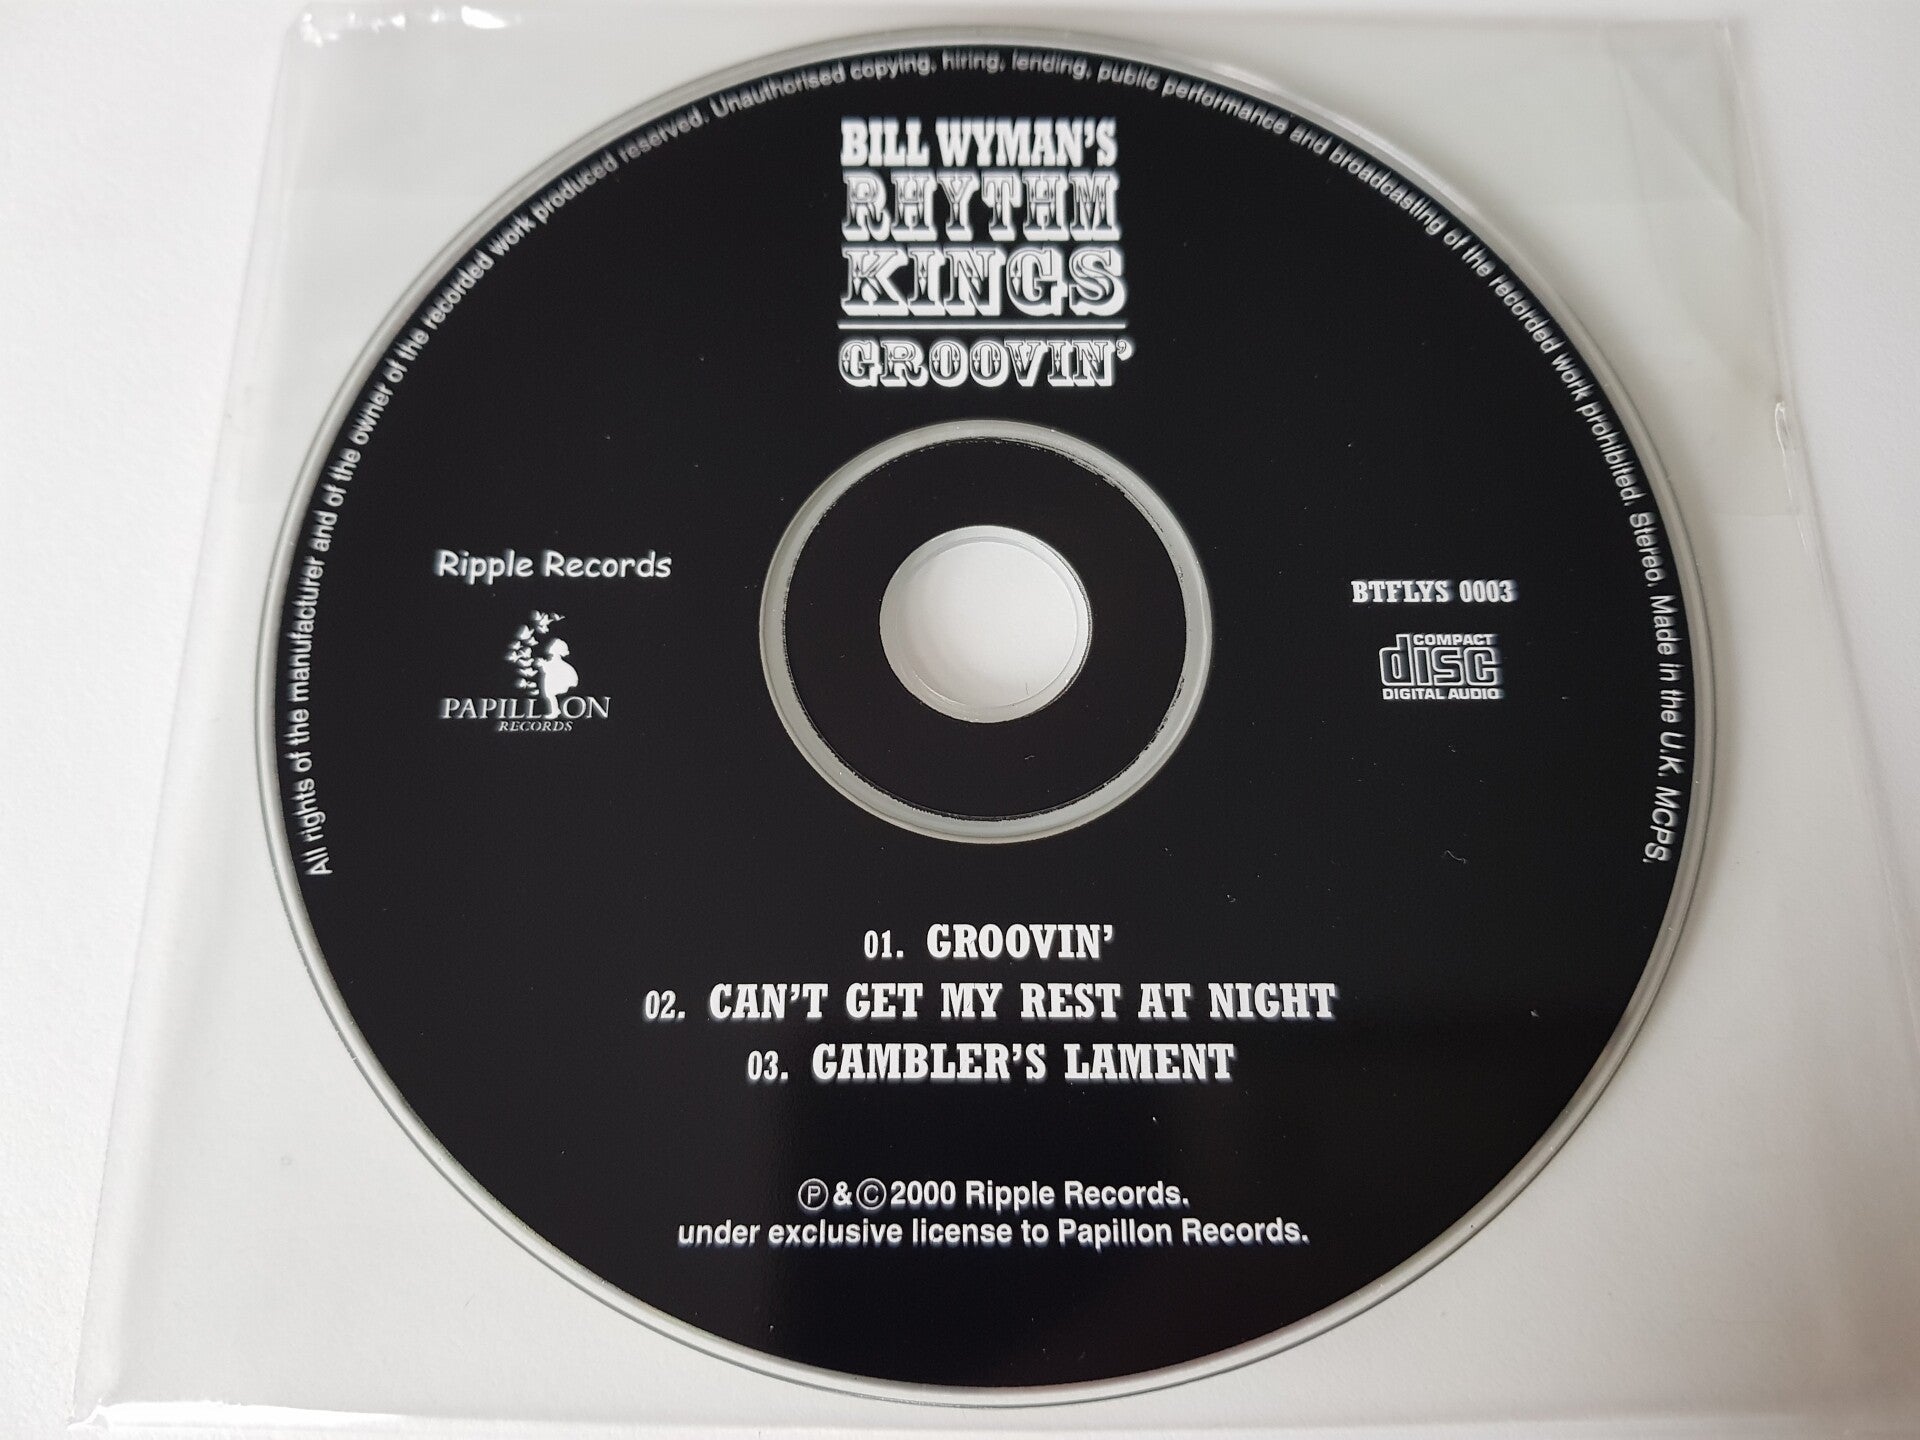 All rights of the manufacturer and of the owner of the recorded work produced reserved. Unauthorised copying, hiring, lending, public performance and broadcasting of the recorded work prohibited. Stereo. Made in the U.K. MCPS.
BILL WYMAN'S
RHYTHM
KINGS
GROOVIN'
Ripple Records
PAPILLON
RECORDS
BTFLYS 0003
COMPACT
disc
DIGITAL AUDIO
01. GROOVIN'
02. CAN'T GET MY REST AT NIGHT
03. GAMBLER'S LAMENT
Ⓟ & Ⓒ 2000 Ripple Records.
under exclusive license to Papillon Records.